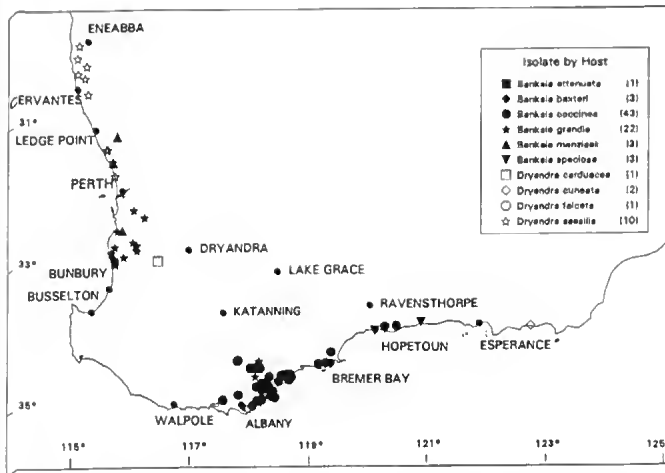 ENEABBA
CERVANTES
31°
LEDGE POINT
PERTH
DRYANDRA
33°
BUNBURY
LAKE GRACE
BUSSELTON
KATANNING
RAVENSTHORPE
HOPETOUN
ESPERANCE
BREMER BAY
35°
WALPOLE
ALBANY
115°
117°
119°
121°
123°
125
Isolate by Host
Banksia attenuata (1)
Banksia baxteri (3)
Banksia coccinea (43)
Banksia grandis (22)
Banksia menziesii (3)
Banksia speciosa (3)
Dryandra carduacea (1)
Dryandra cuneata (2)
Dryandra falcata (1)
Dryandra sessilis (10)